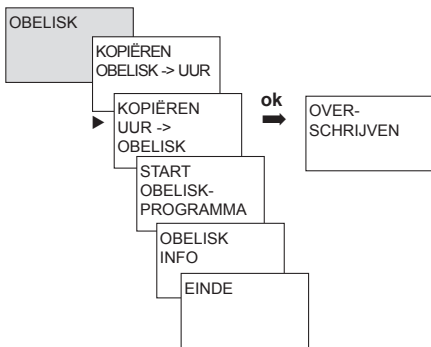 OBELISK
KOPIËREN
OBELISK -> UUR
KOPIËREN
UUR ->
OBELISK
ok
OVER-
SCHRIJVEN
START
OBELISK-
PROGRAMMA
OBELISK
INFO
EINDE